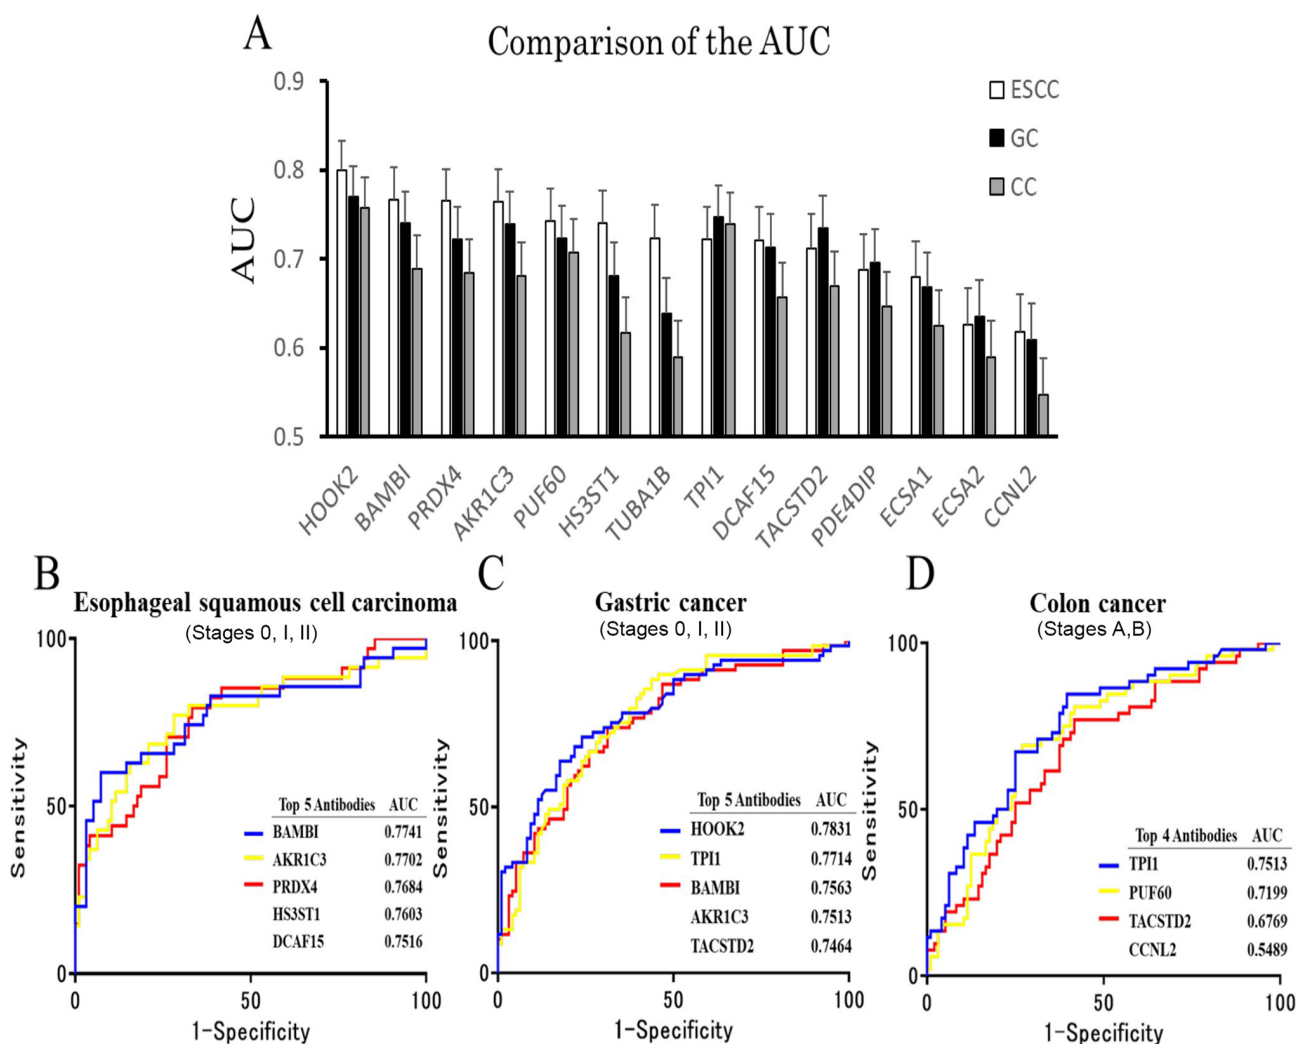 A
Comparison of the AUC
ESCC
GC
CC
AUC
0.9
0.8
0.7
0.6
0.5
HOOK2
BAMBI
PRDX4
AKR1C3
PUF60
HS3ST1
TUBA1B
TPI1
DCAF15
TACSTD2
PDE4DIP
ECSA1
ECSA2
CCNL2
B
Esophageal squamous cell carcinoma
(Stages 0, I, II)
Sensitivity
100
50
0
Top 5 Antibodies AUC
BAMBI 0.7741
AKR1C3 0.7702
PRDX4 0.7684
HS3ST1 0.7603
DCAF15 0.7516
0 50 100
1-Specificity
C
Gastric cancer
(Stages 0, I, II)
Sensitivity
100
50
0
Top 5 Antibodies AUC
HOOK2 0.7831
TPI1 0.7714
BAMBI 0.7563
AKR1C3 0.7513
TACSTD2 0.7464
0 50 100
1-Specificity
D
Colon cancer
(Stages A,B)
Sensitivity
100
50
0
Top 4 Antibodies AUC
TPI1 0.7513
PUF60 0.7199
TACSTD2 0.6769
CCNL2 0.5489
0 50 100
1-Specificity